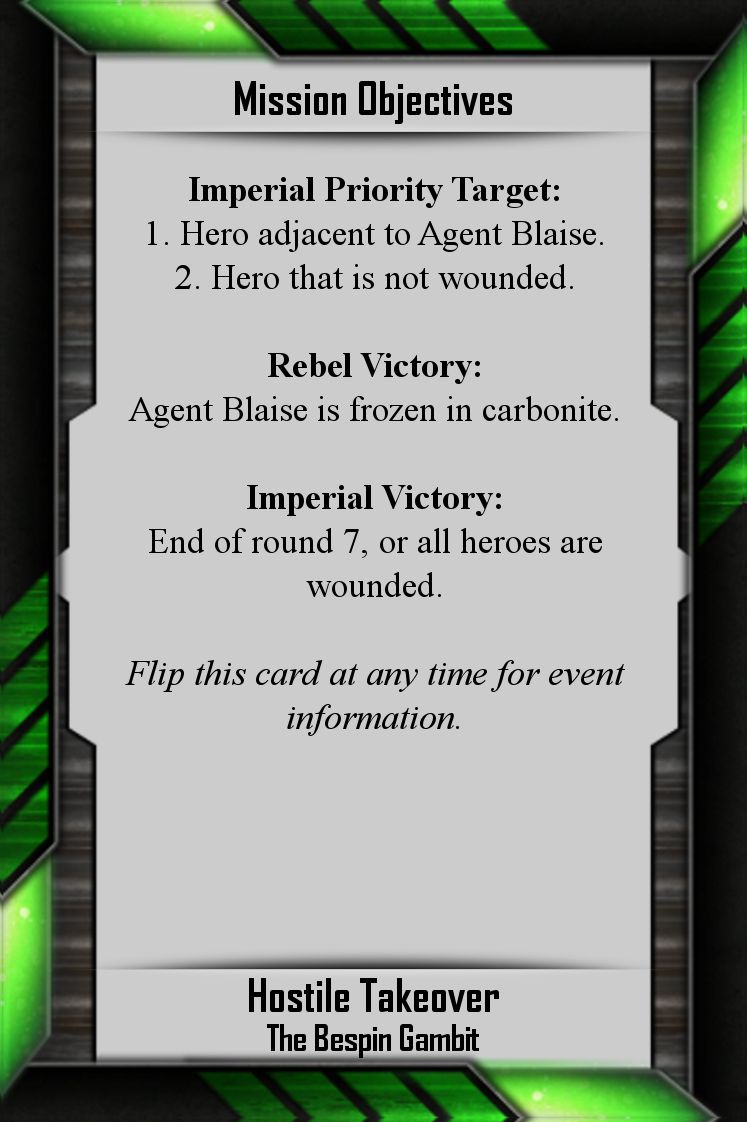 Mission Objectives
Imperial Priority Target:
1. Hero adjacent to Agent Blaise.
2. Hero that is not wounded.
Rebel Victory:
Agent Blaise is frozen in carbonite.
Imperial Victory:
End of round 7, or all heroes are
wounded.
Flip this card at any time for event
information.
Hostile Takeover
The Bespin Gambit